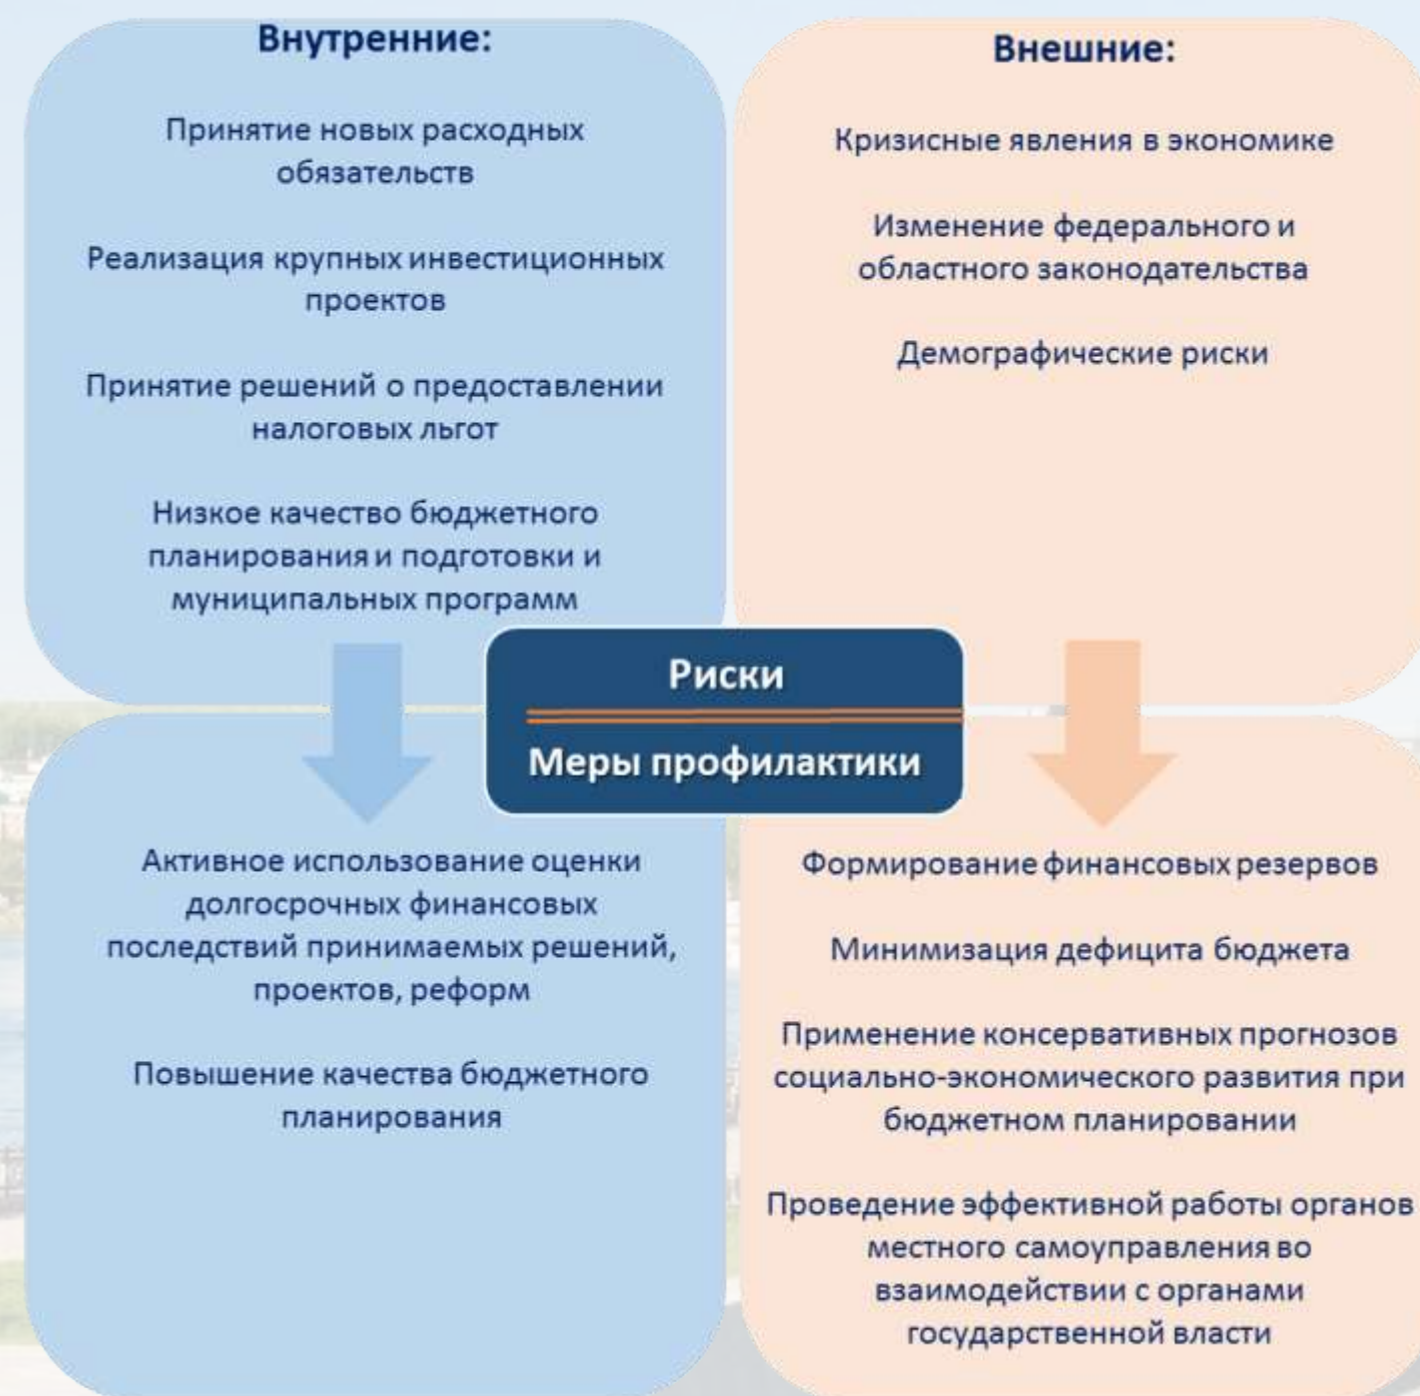 Внутренние:
Принятие новых расходных
обязательств
Реализация крупных инвестиционных
проектов
Принятие решений о предоставлении
налоговых льгот
Низкое качество бюджетного
планирования и подготовки и
муниципальных программ
Внешние:
Кризисные явления в экономике
Изменение федерального и
областного законодательства
Демографические риски
Риски
Меры профилактики
Активное использование оценки
долгосрочных финансовых
последствий принимаемых решений,
проектов, реформ
Повышение качества бюджетного
планирования
Формирование финансовых резервов
Минимизация дефицита бюджета
Применение консервативных прогнозов
социально-экономического развития при
бюджетном планировании
Проведение эффективной работы органов
местного самоуправления во
взаимодействии с органами
государственной власти